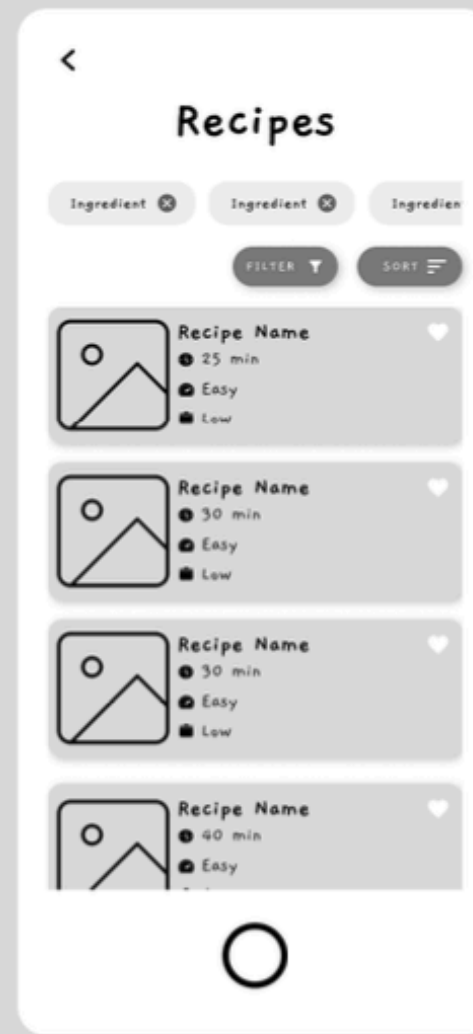 Recipes
Ingredient Ingredient Ingredien
FILTER SORT
Recipe Name
25 min
Easy
Low
Recipe Name
30 min
Easy
Low
Recipe Name
30 min
Easy
Low
Recipe Name
40 min
Easy